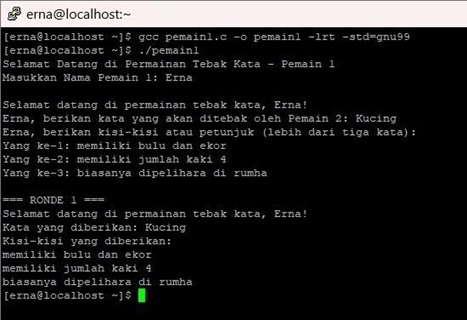 erna@localhost:~
[erna@localhost ~]$ gcc pemain1.c -o pemain1 -lrt -std=gnu99
[erna@localhost ~]$ ./pemain1
Selamat Datang di Permainan Tebak Kata - Pemain 1
Masukkan Nama Pemain 1: Erna
Selamat datang di permainan tebak kata, Erna!
Erna, berikan kata yang akan ditebak oleh Pemain 2: Kucing
Erna, berikan kisi-kisi atau petunjuk (lebih dari tiga kata):
Yang ke-1: memiliki bulu dan ekor
Yang ke-2: memiliki jumlah kaki 4
Yang ke-3: biasanya dipelihara di rumha
=== RONDE 1 ===
Selamat datang di permainan tebak kata, Erna!
Kata yang diberikan: Kucing
Kisi-kisi yang diberikan:
memiliki bulu dan ekor
memiliki jumlah kaki 4
biasanya dipelihara di rumha
[erna@localhost ~]$